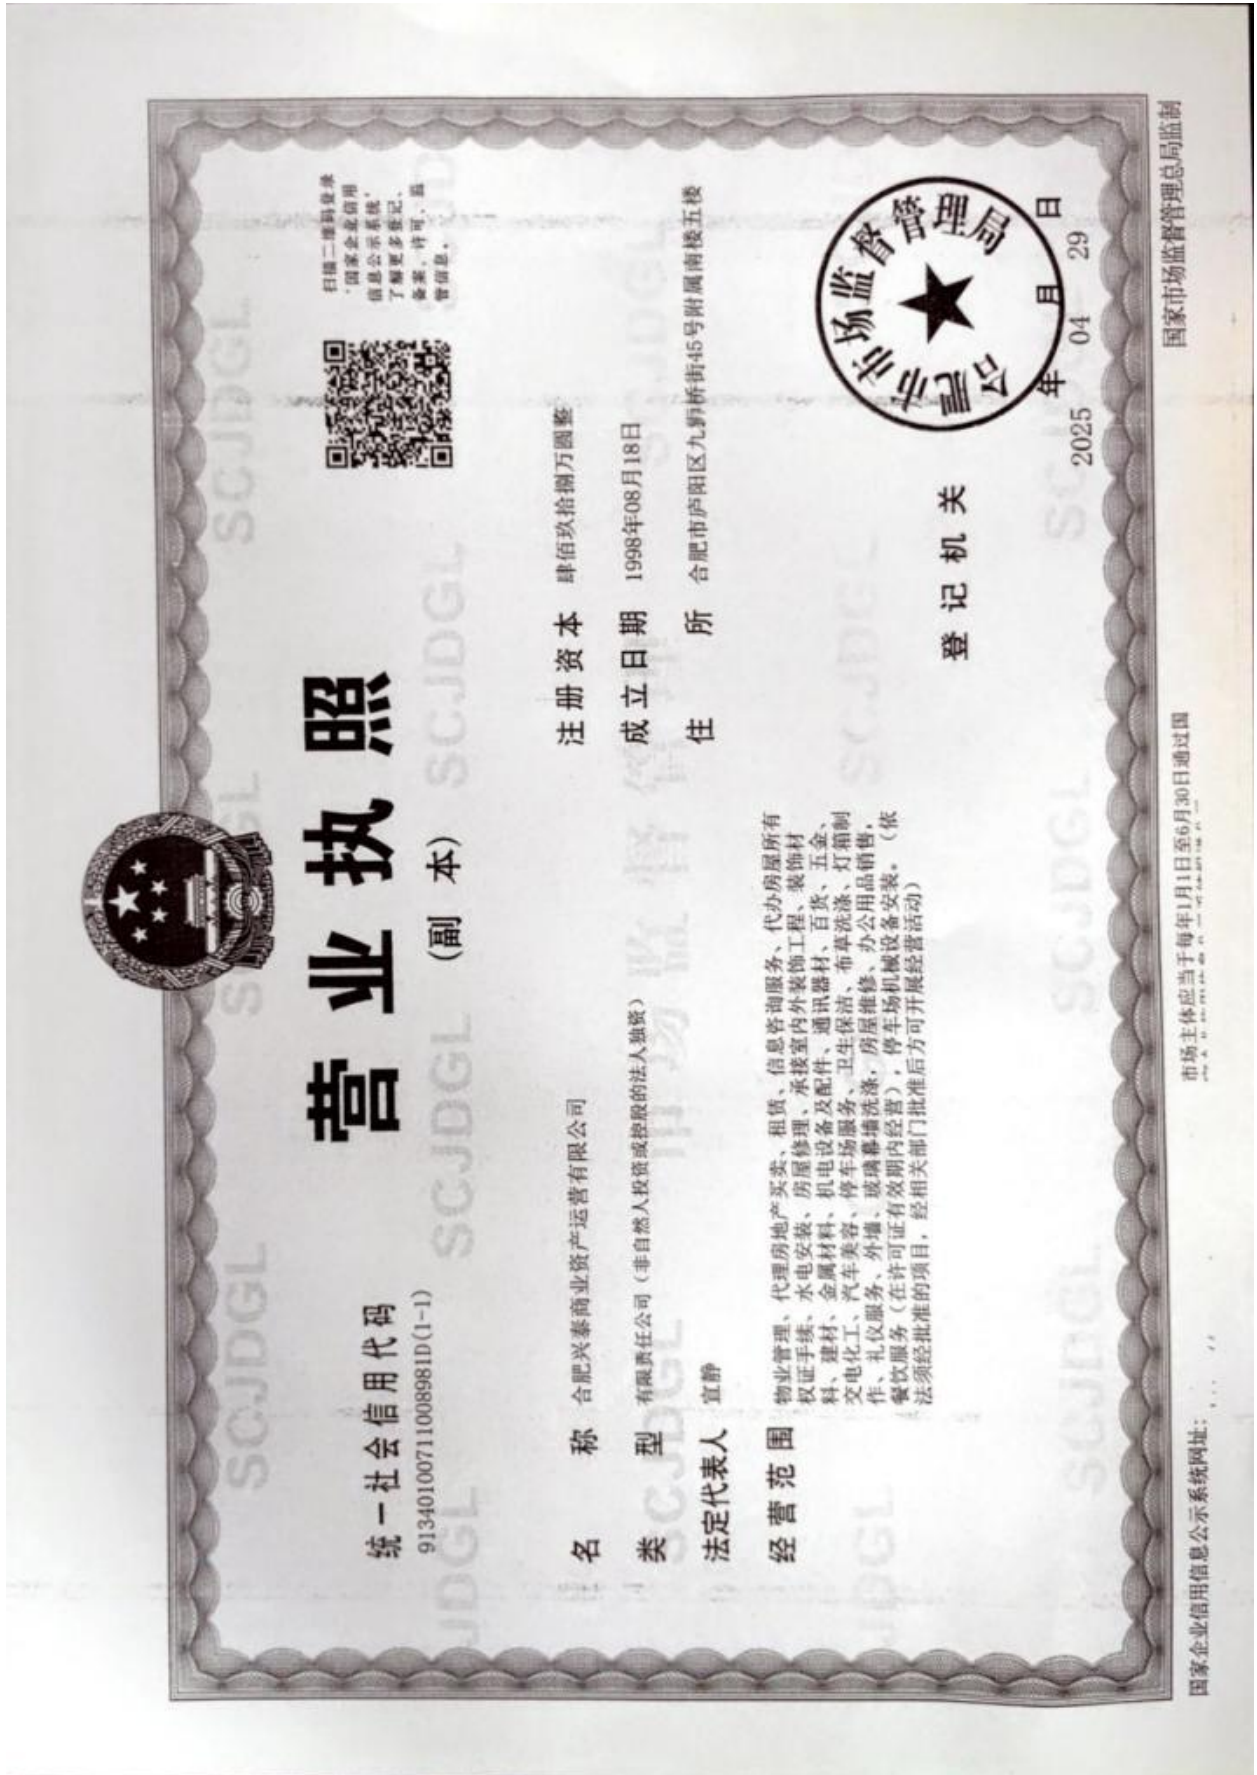 营业执照
(副 本)
统一社会信用代码
91340100711008981D(1-1)
扫描二维码登录
“国家企业信用
信息公示系统”
了解更多登记、
备案、许可、监
管信息。
名 称 合肥兴泰商业资产运营有限公司
类 型 有限责任公司（非自然人投资或控股的法人独资）
法定代表人 宣静
经营范围 物业管理、代理房地产买卖、租赁、信息咨询服务、代办房屋所有
权证手续、水电安装、房屋修理、承接室内外装饰工程、装饰材
料、建材、金属材料、机电设备及配件、通讯器材、百货、五金、
交电化工、汽车美容、停车场服务、卫生保洁、布草洗涤、灯箱制
作、礼仪服务、外墙、玻璃幕墙洗涤，房屋维修、办公用品销售，
餐饮服务（在许可证有效期内经营），停车场机械设备安装。（依
法须经批准的项目，经相关部门批准后方可开展经营活动）
注册资本 肆佰玖拾捌万圆整
成立日期 1998年08月18日
住 所 合肥市庐阳区九狮桥街45号附属南楼五楼
登记机关
合肥市市场监督管理局
2025 年 04 月 29 日
国家企业信用信息公示系统网址：
市场主体应当于每年1月1日至6月30日通过国
国家市场监督管理总局监制
SCJDGL